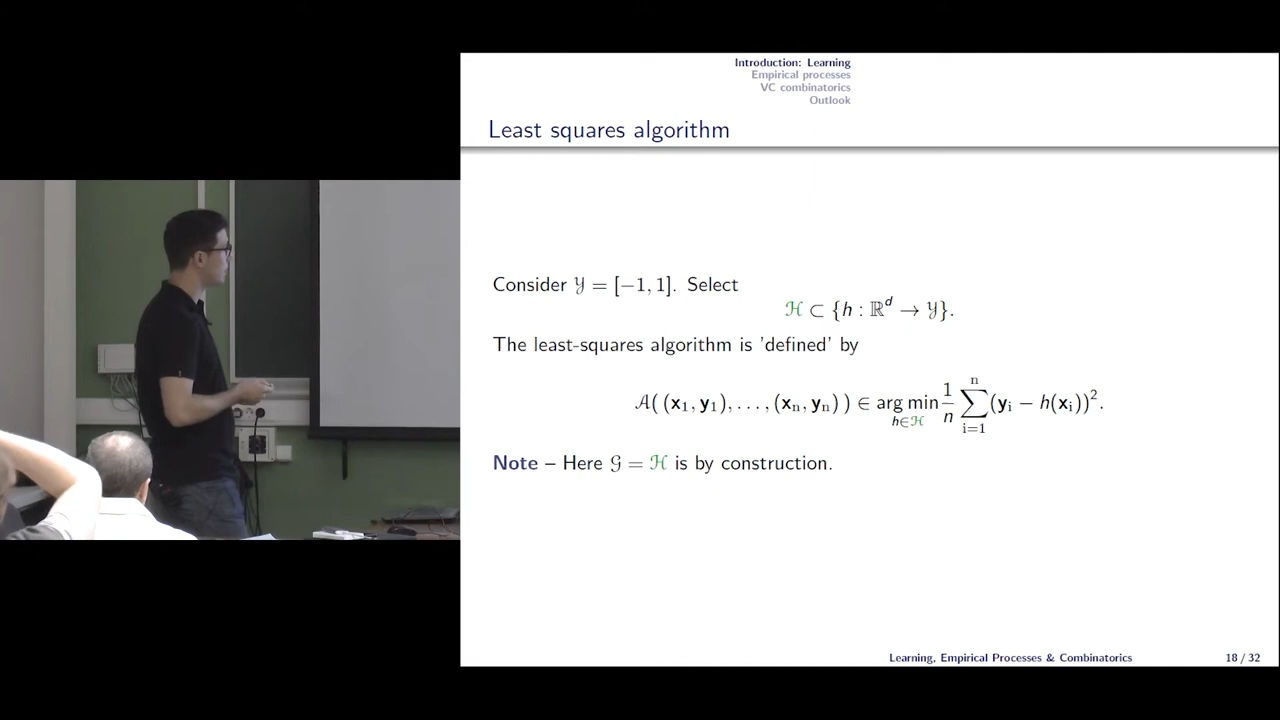 Introduction: Learning
Empirical processes
VC combinatorics
Outlook
Least squares algorithm
Consider 𝒴 = [−1, 1]. Select
ℋ ⊂ {h : ℝᵈ → 𝒴}.
The least-squares algorithm is 'defined' by
𝒜( (x₁, y₁), . . . , (xₙ, yₙ) ) ∈ arg min_{h∈ℋ} 1/n ∑_{i=1}^{n} (yᵢ − h(xᵢ))².
Note – Here 𝒢 = ℋ is by construction.
Learning, Empirical Processes & Combinatorics 18 / 32